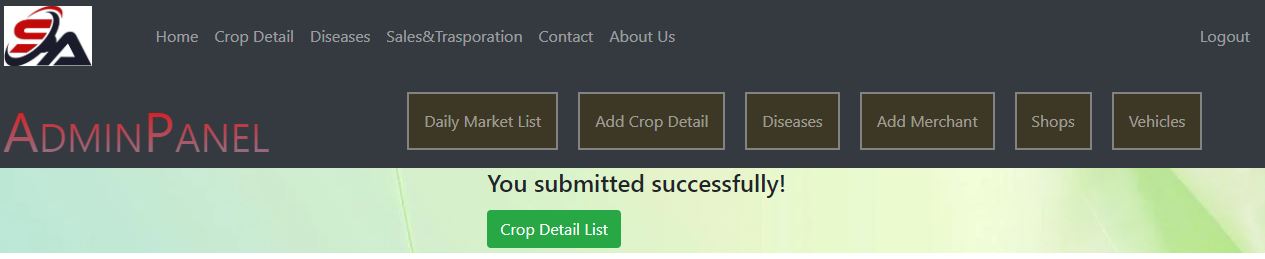 SA
Home Crop Detail Diseases Sales&Trasporation Contact About Us Logout
AdminPanel Daily Market List Add Crop Detail Diseases Add Merchant Shops Vehicles
You submitted successfully!
Crop Detail List